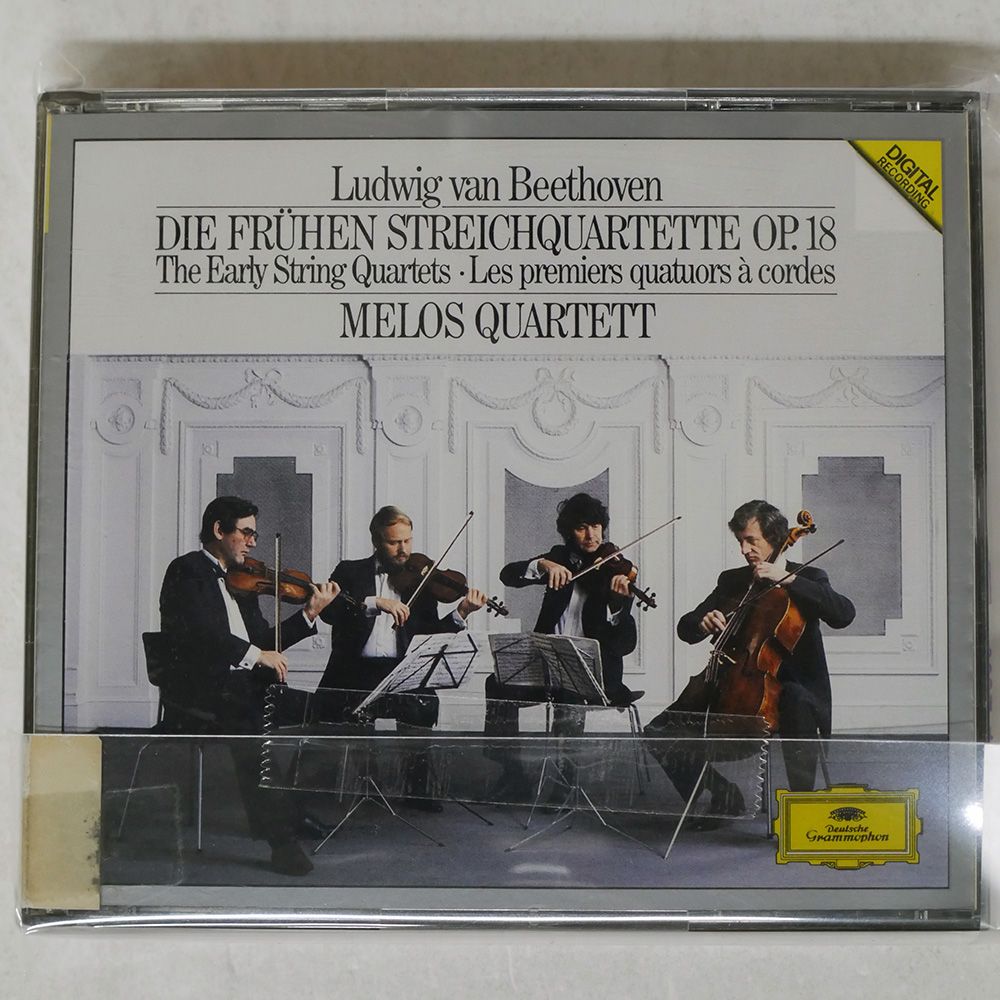 Ludwig van Beethoven
DIGITAL
RECORDING
DIE FRÜHEN STREICHQUARTETTE OP. 18
The Early String Quartets · Les premiers quatuors à cordes
MELOS QUARTETT
Deutsche
Grammophon